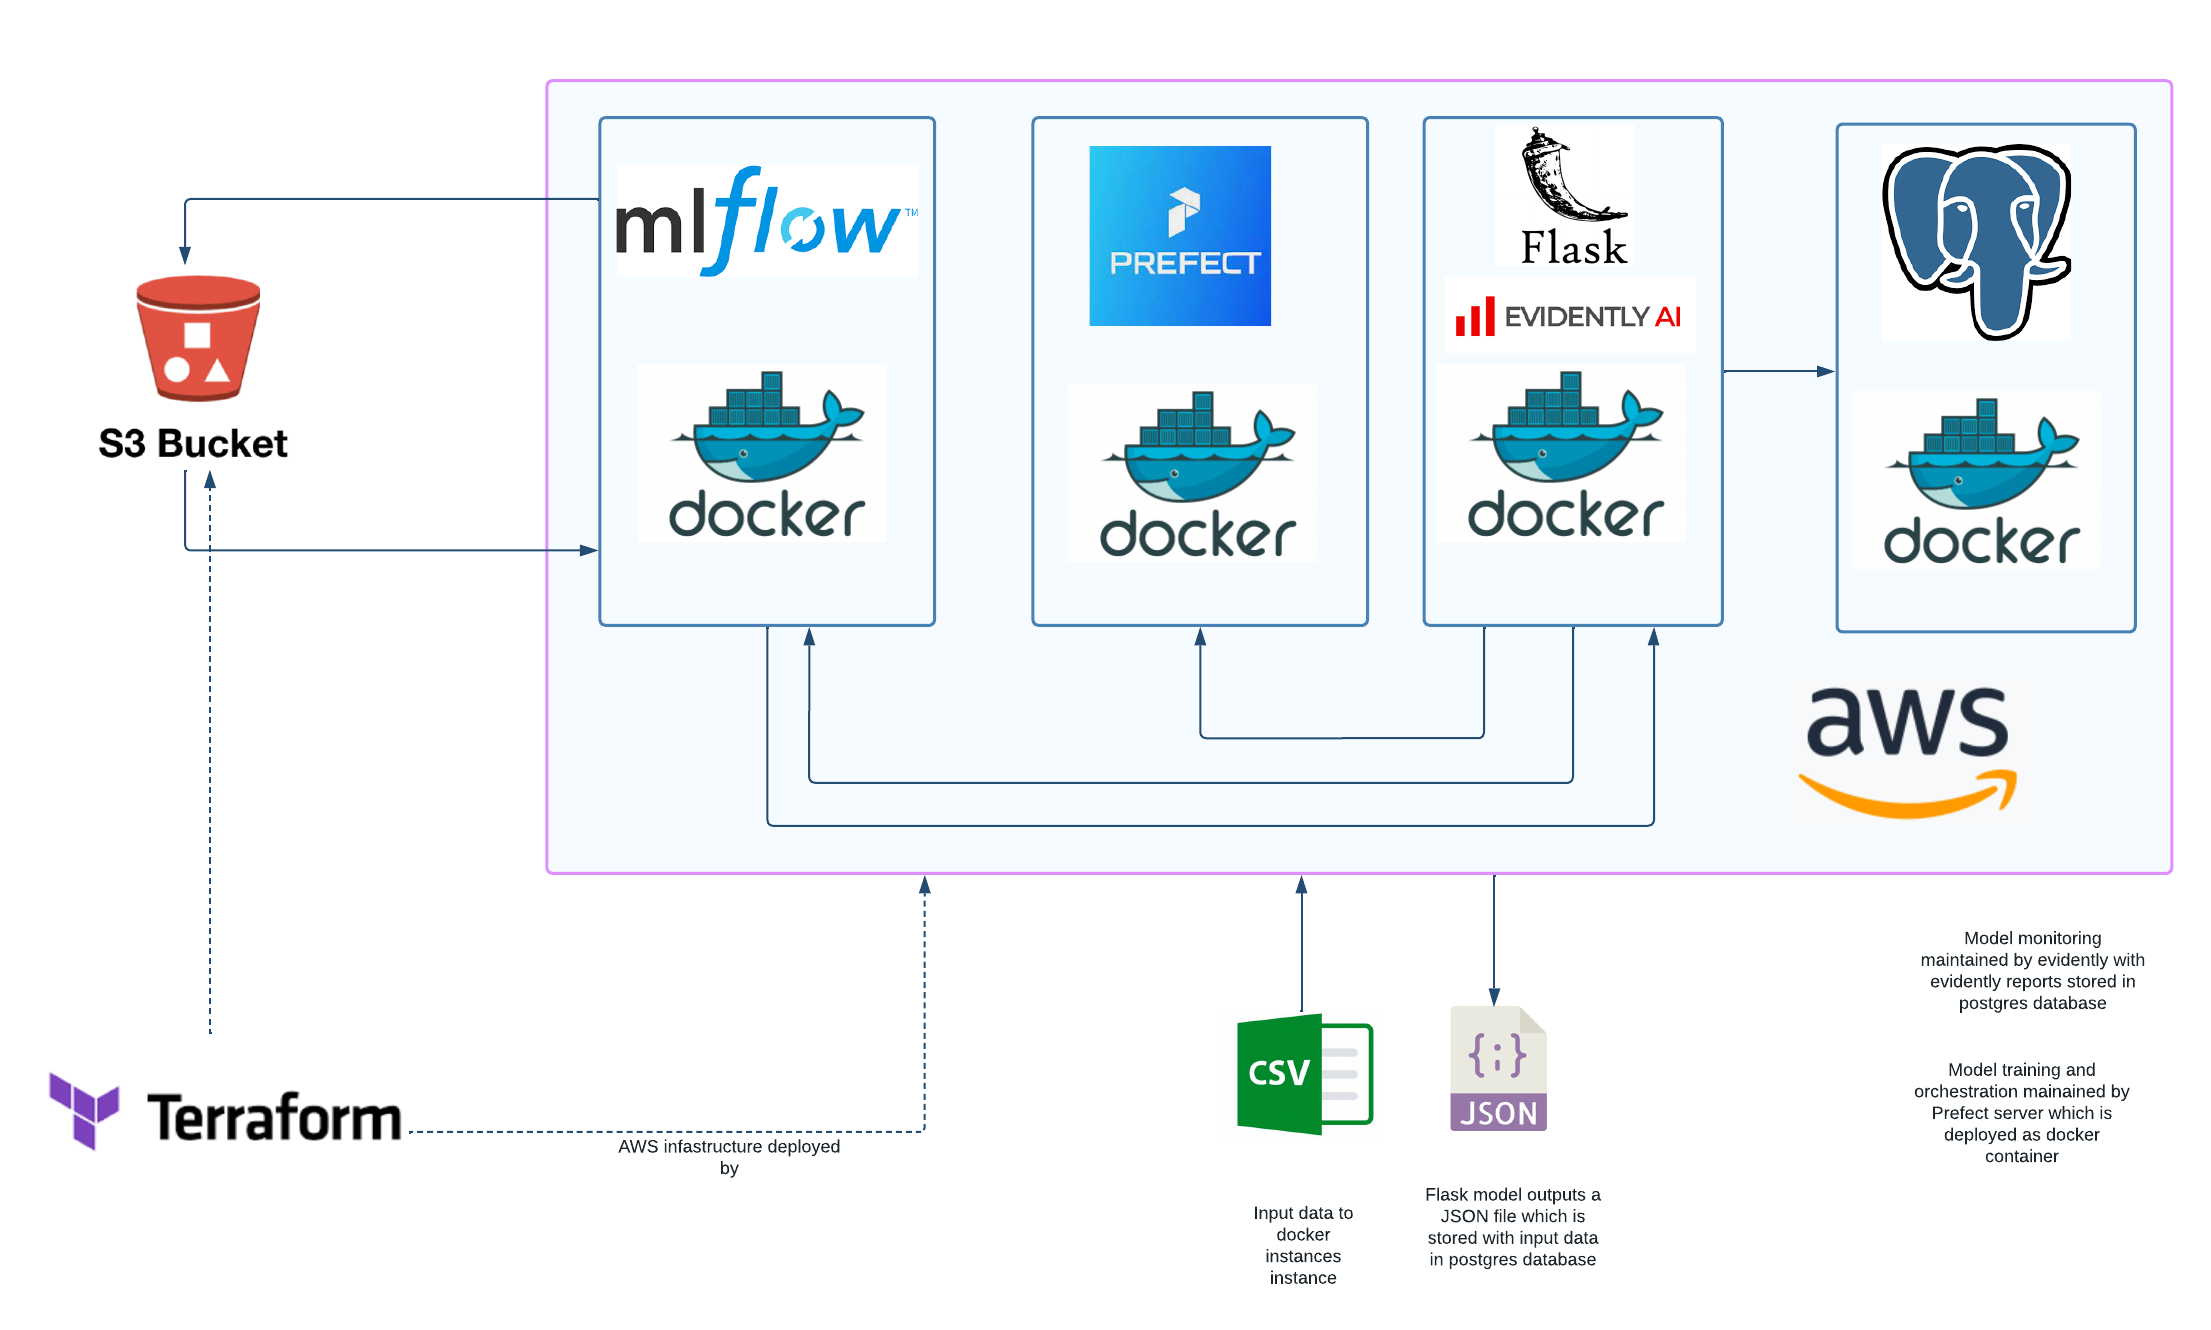 mlflow™
PREFECT
Flask
EVIDENTLY AI
docker
docker
docker
docker
S3 Bucket
aws
Terraform
AWS infastructure deployed
by
CSV
Input data to
docker
instances
instance
JSON
Flask model outputs a
JSON file which is
stored with input data
in postgres database
Model monitoring
maintained by evidently with
evidently reports stored in
postgres database
Model training and
orchestration mainained by
Prefect server which is
deployed as docker
container